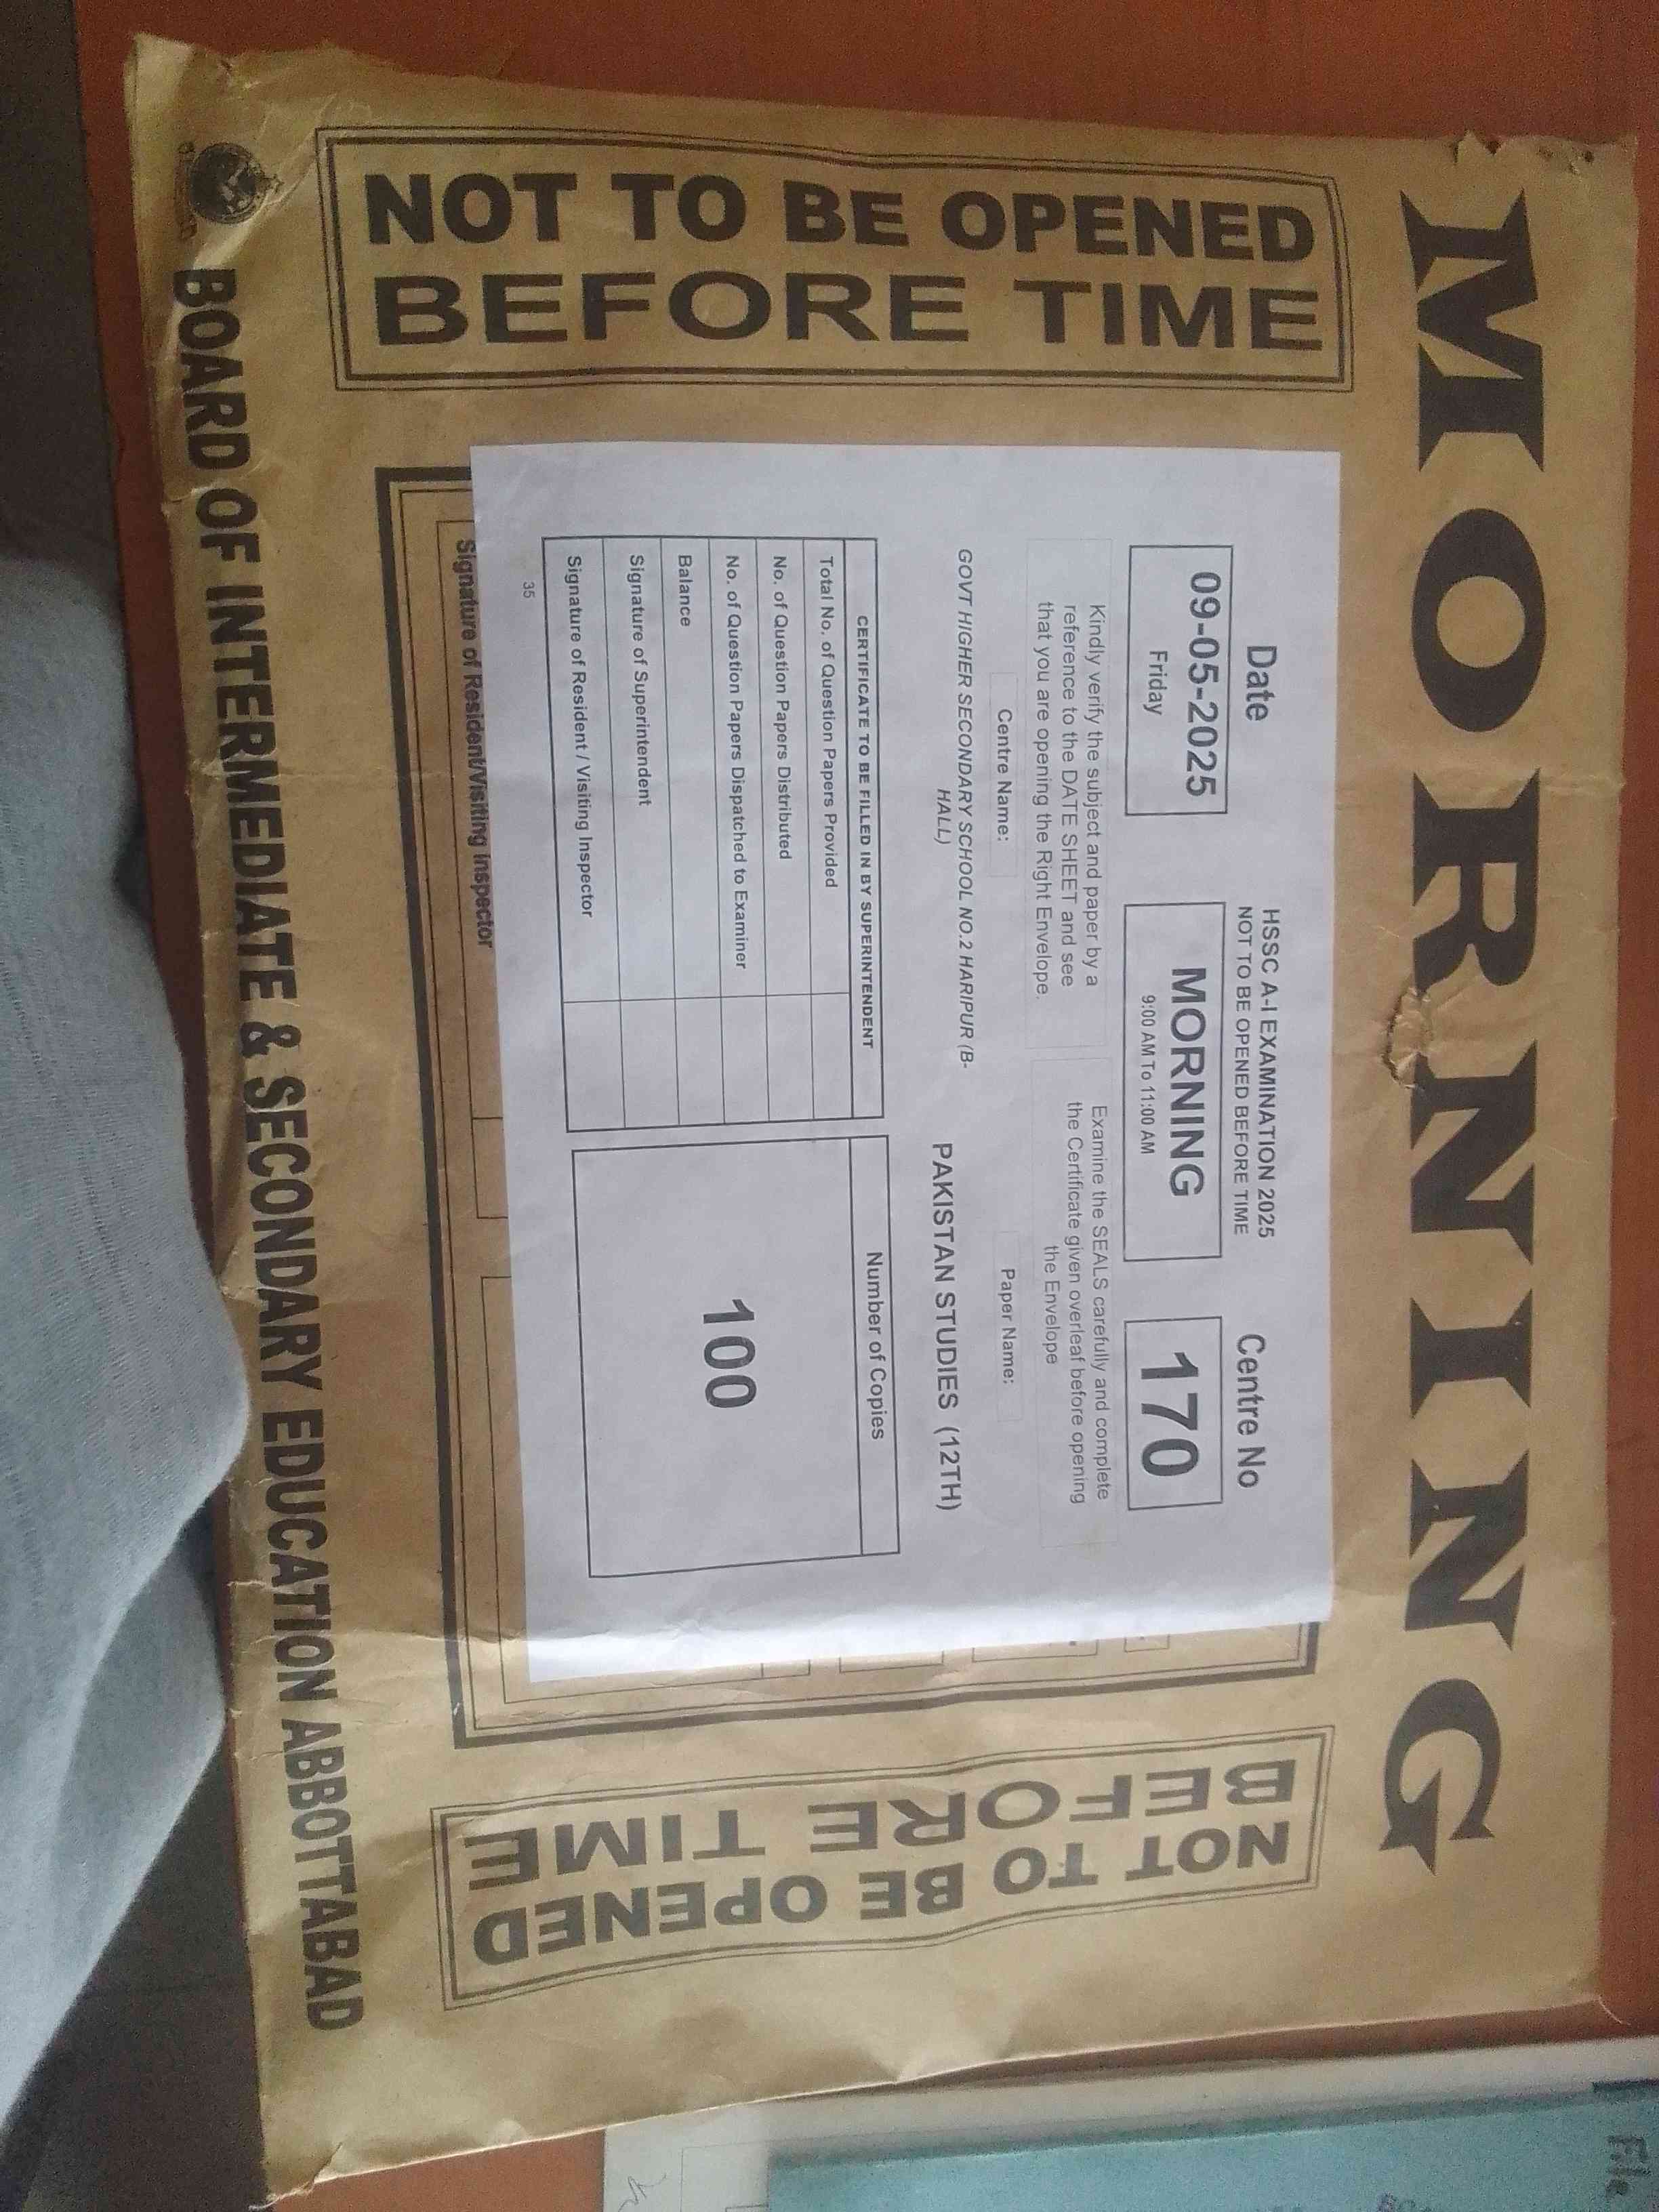 MORNING
NOT TO BE OPENED
BEFORE TIME
Date
09-05-2025
Friday
HSSC A-I EXAMINATION 2025
NOT TO BE OPENED BEFORE TIME
MORNING
9:00 AM To 11:00 AM
Centre No
170
Kindly verify the subject and paper by a
reference to the DATE SHEET and see
that you are opening the Right Envelope.
Examine the SEALS carefully and complete
the Certificate given overleaf before opening
the Envelope
Centre Name:
GOVT HIGHER SECONDARY SCHOOL NO.2 HARIPUR (B-
HALL)
Paper Name:
PAKISTAN STUDIES (12TH)
CERTIFICATE TO BE FILLED IN BY SUPERINTENDENT
Total No. of Question Papers Provided
No. of Question Papers Distributed
No. of Question Papers Dispatched to Examiner
Balance
Signature of Superintendent
Signature of Resident / Visiting Inspector
Number of Copies
100
35
Signature of Resident/Visiting Inspector
NOT TO BE OPENED
BEFORE TIME
BOARD OF INTERMEDIATE & SECONDARY EDUCATION ABBOTTABAD
File